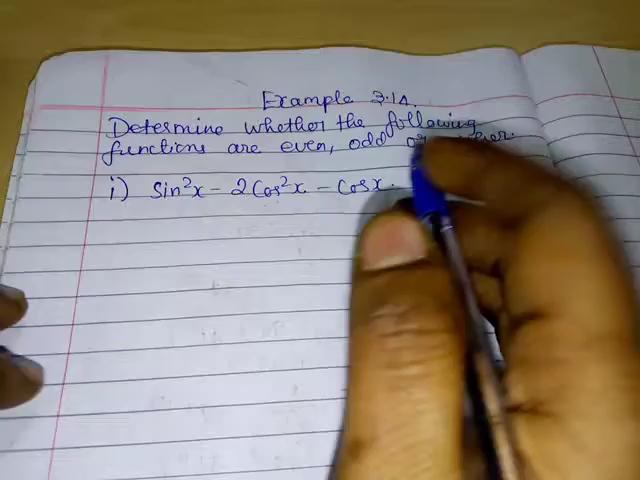 Example 3.14.
Determine whether the following
functions are even, odd or
i) Sin²x - 2Cos²x - Cosx.